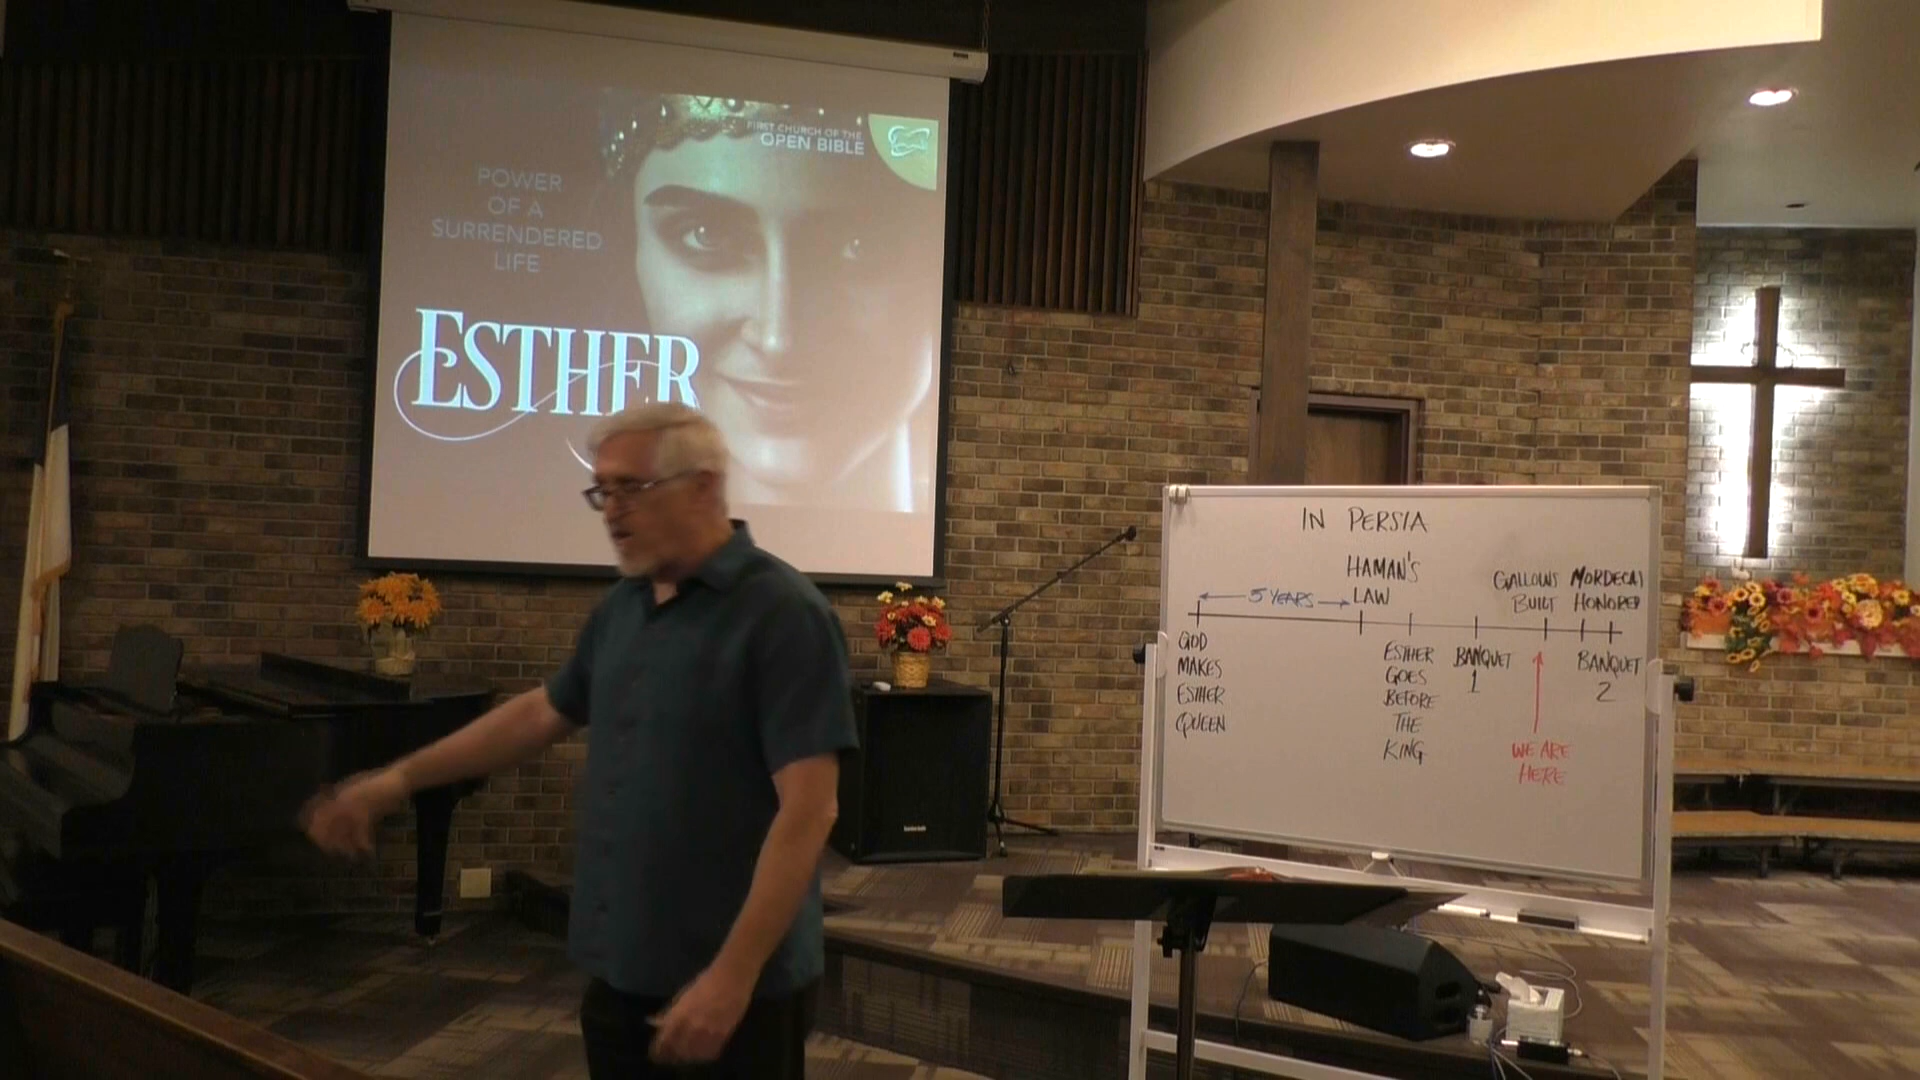 FIRST CHURCH OF THE
OPEN BIBLE
POWER
OF A
SURRENDERED
LIFE
ESTHER
IN PERSIA
HAMAN'S
LAW
5 YEARS
GALLOWS
BUILT
MORDECAI
HONORED
GOD
MAKES
ESTHER
QUEEN
ESTHER
GOES
BEFORE
THE
KING
BANQUET
1
BANQUET
2
WE ARE
HERE